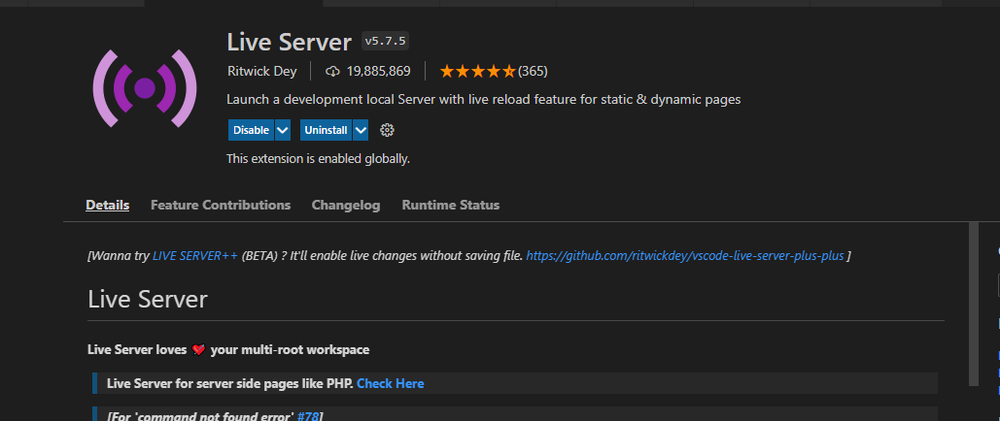 Live Server v5.7.5
Ritwick Dey 19,885,869 (365)
Launch a development local Server with live reload feature for static & dynamic pages
Disable Uninstall
This extension is enabled globally.
Details Feature Contributions Changelog Runtime Status
[Wanna try LIVE SERVER++ (BETA) ? It'll enable live changes without saving file. https://github.com/ritwickdey/vscode-live-server-plus-plus ]
Live Server
Live Server loves your multi-root workspace
Live Server for server side pages like PHP. Check Here
[For 'command not found error' #78]